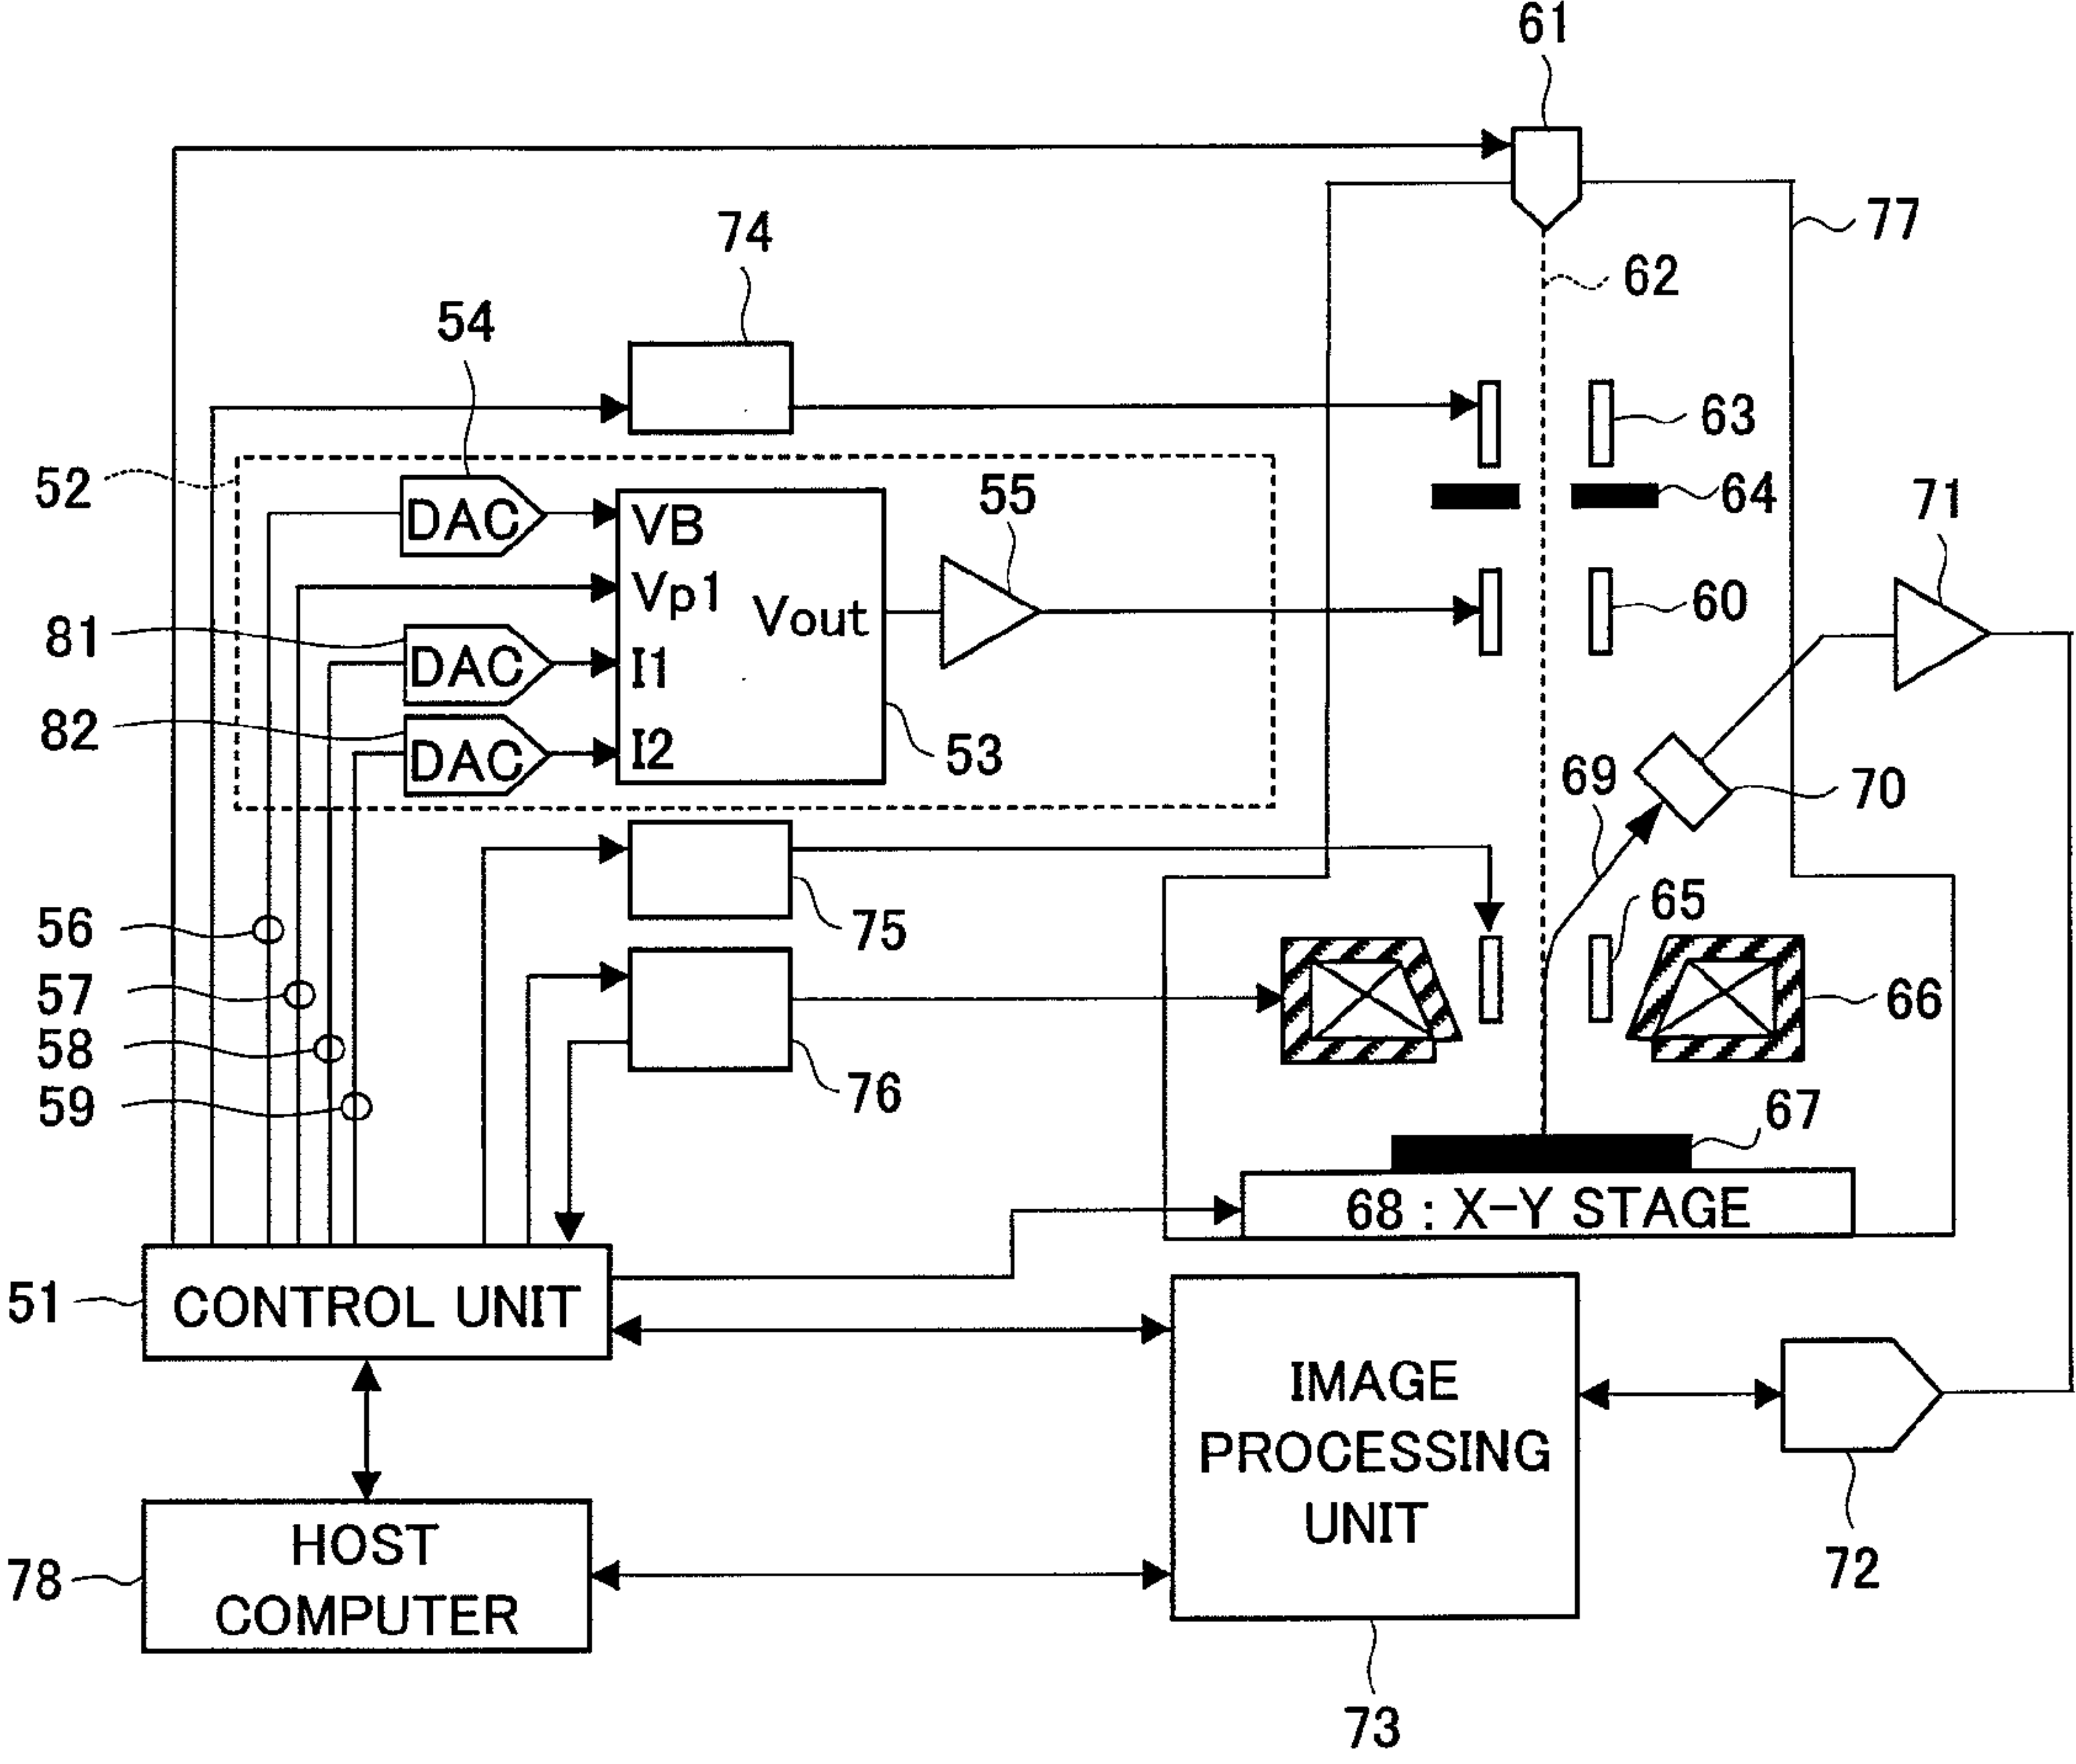 61
77
74
62
54
63
52
DAC
55
64
71
VB
Vp1
Vout
60
81
DAC
I1
82
DAC
I2
53
69
70
56
75
65
57
66
58
76
59
67
68 : X-Y STAGE
51
CONTROL UNIT
IMAGE
PROCESSING
UNIT
HOST
COMPUTER
78
72
73